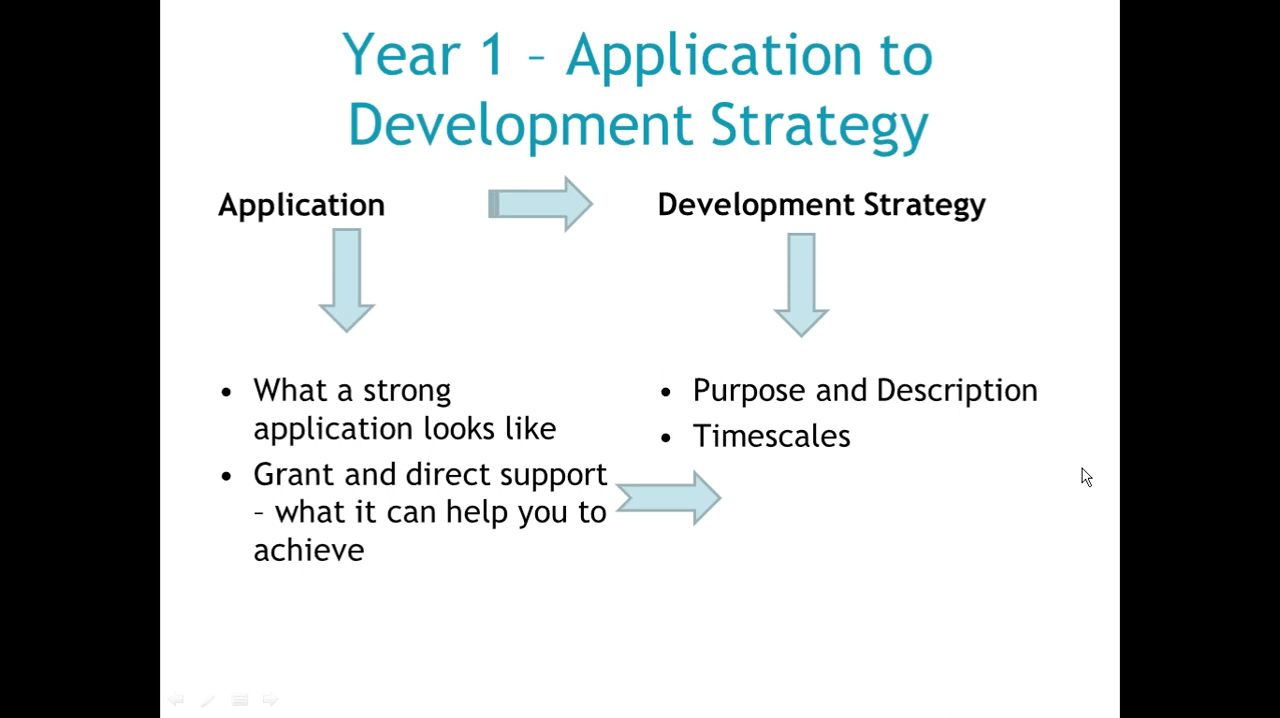 Year 1 – Application to
Development Strategy
Application
Development Strategy
• What a strong
application looks like
• Grant and direct support
– what it can help you to
achieve
• Purpose and Description
• Timescales